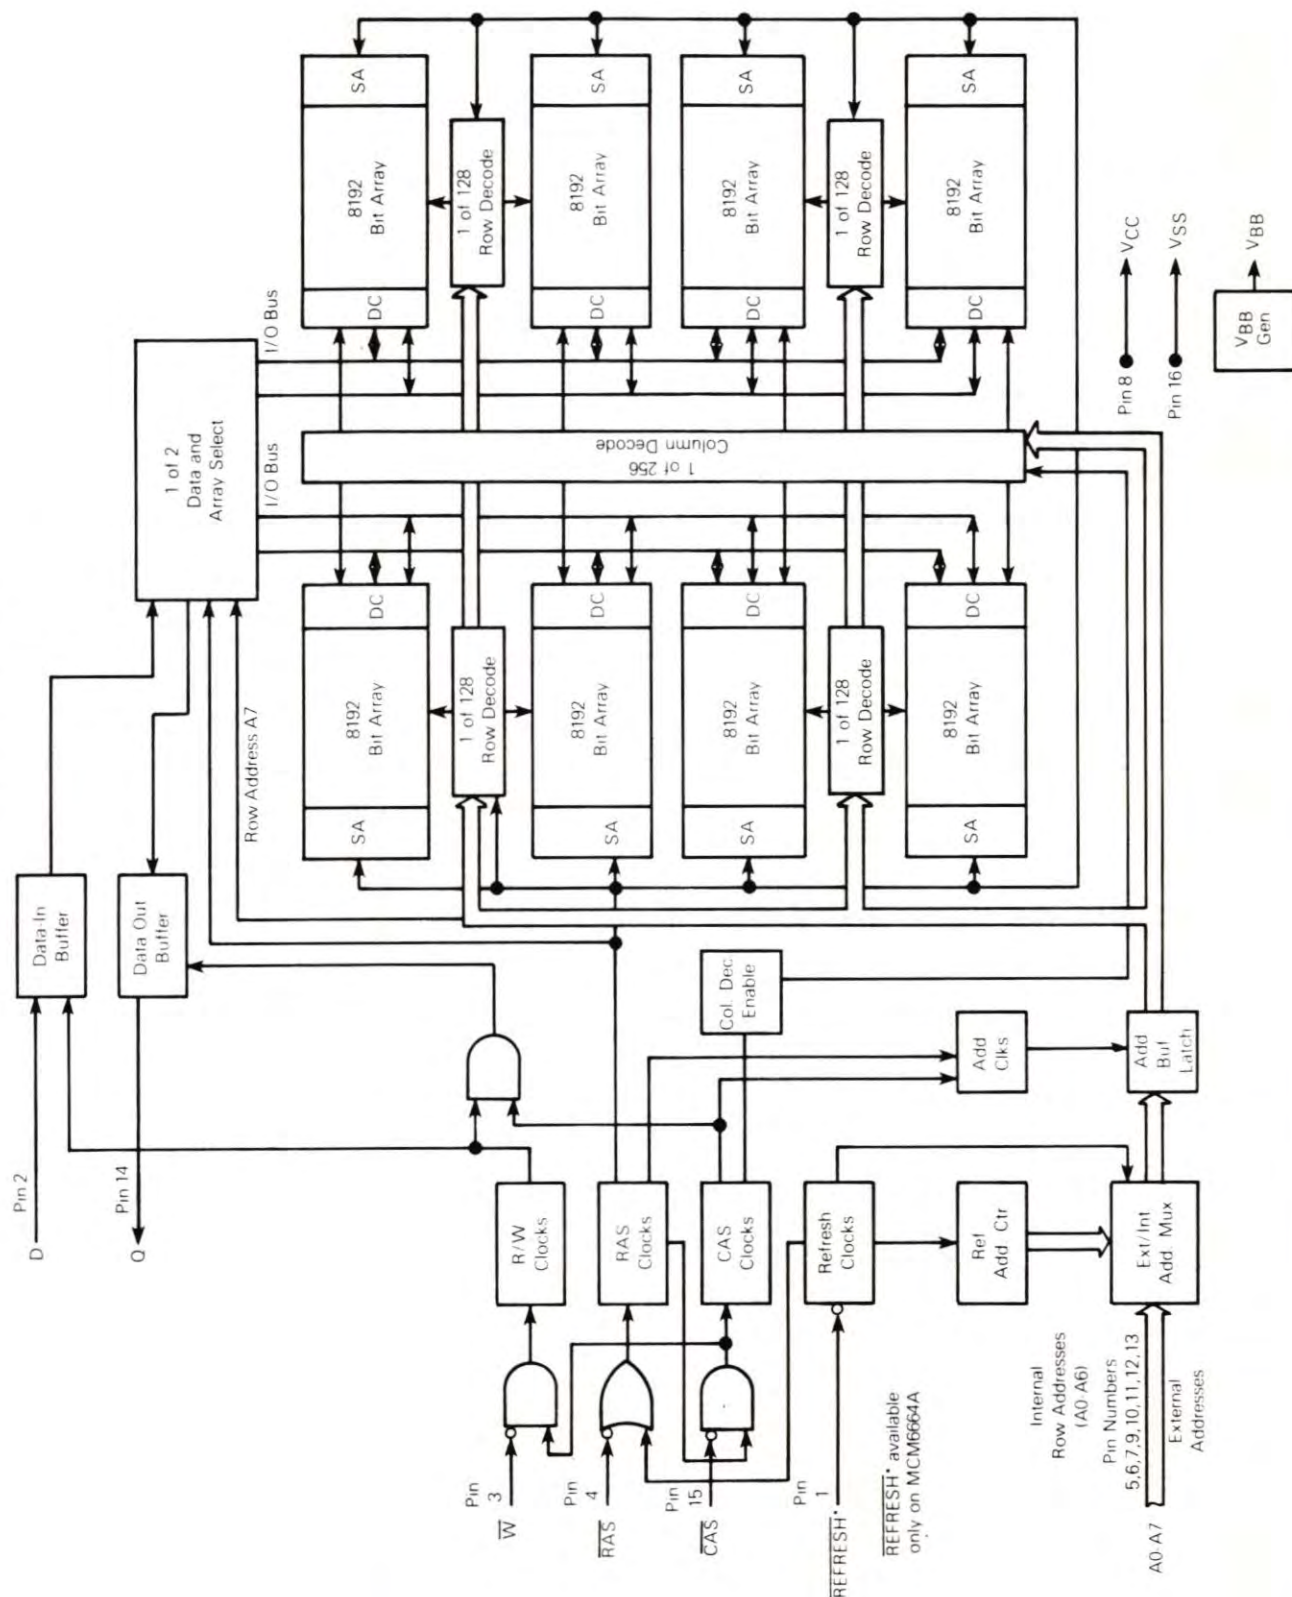 D
Pin 2
Data-In
Buffer
Q
Pin 14
Data Out
Buffer
1 of 2
Data and
Array Select
Row Address A7
I/O Bus
I/O Bus
SA
8192
Bit Array
DC
DC
8192
Bit Array
SA
1 of 128
Row Decode
1 of 128
Row Decode
SA
8192
Bit Array
DC
DC
8192
Bit Array
SA
1 of 256
Column Decode
SA
8192
Bit Array
DC
DC
8192
Bit Array
SA
1 of 128
Row Decode
1 of 128
Row Decode
SA
8192
Bit Array
DC
DC
8192
Bit Array
SA
Pin
3
W̅
R/W
Clocks
Pin
4
R̅A̅S̅
RAS
Clocks
Pin
15
C̅A̅S̅
CAS
Clocks
Col. Dec
Enable
Pin
1
R̅E̅F̅R̅E̅S̅H̅*
Refresh
Clocks
R̅E̅F̅R̅E̅S̅H̅* available
only on MCM6664A
Ref
Add. Ctr
Add
Clks
Internal
Row Addresses
(A0-A6)
Pin Numbers
5,6,7,9,10,11,12,13
A0-A7
External
Addresses
Ext/Int
Add. Mux
Add
Buf
Latch
Pin 8
VCC
Pin 16
VSS
VBB
Gen
VBB